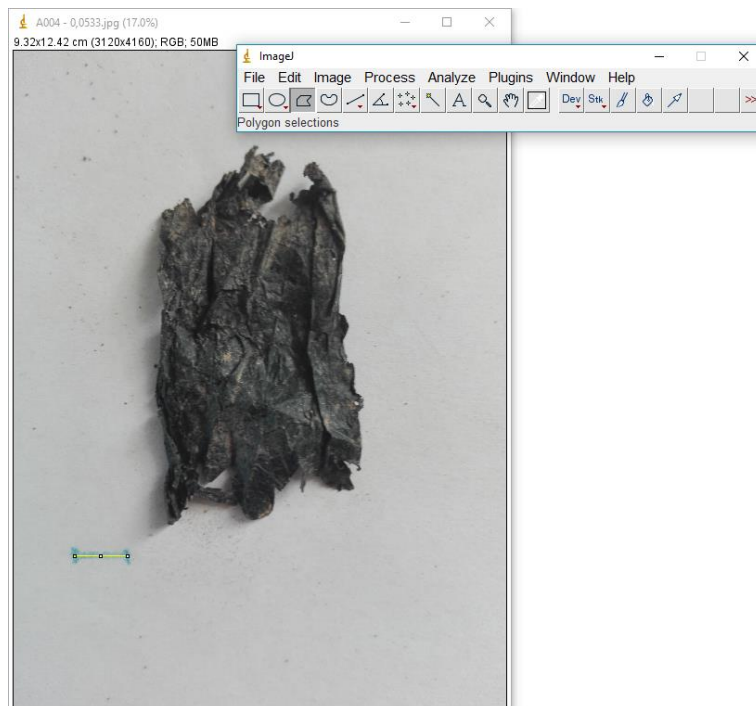 A004 - 0,0533.jpg (17.0%)
9.32x12.42 cm (3120x4160); RGB; 50MB
ImageJ
File Edit Image Process Analyze Plugins Window Help
A Dev Stk >>
Polygon selections